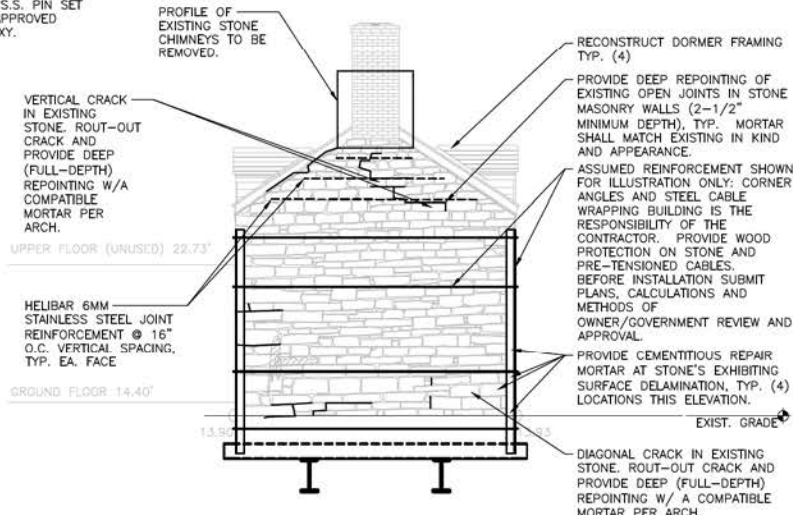 S.S. PIN SET
APPROVED
XY.
PROFILE OF
EXISTING STONE
CHIMNEYS TO BE
REMOVED.
VERTICAL CRACK
IN EXISTING
STONE. ROUT-OUT
CRACK AND
PROVIDE DEEP
(FULL-DEPTH)
REPOINTING W/A
COMPATIBLE
MORTAR PER
ARCH.
UPPER FLOOR (UNUSED) 22.73'
HELIBAR 6MM
STAINLESS STEEL JOINT
REINFORCEMENT @ 16"
O.C. VERTICAL SPACING,
TYP. EA. FACE
GROUND FLOOR 14.40'
RECONSTRUCT DORMER FRAMING
TYP. (4)
PROVIDE DEEP REPOINTING OF
EXISTING OPEN JOINTS IN STONE
MASONRY WALLS (2-1/2"
MINIMUM DEPTH), TYP. MORTAR
SHALL MATCH EXISTING IN KIND
AND APPEARANCE.
ASSUMED REINFORCEMENT SHOWN
FOR ILLUSTRATION ONLY: CORNER
ANGLES AND STEEL CABLE
WRAPPING BUILDING IS THE
RESPONSIBILITY OF THE
CONTRACTOR. PROVIDE WOOD
PROTECTION ON STONE AND
PRE-TENSIONED CABLES.
BEFORE INSTALLATION SUBMIT
PLANS, CALCULATIONS AND
METHODS OF
OWNER/GOVERNMENT REVIEW AND
APPROVAL.
PROVIDE CEMENTITIOUS REPAIR
MORTAR AT STONE'S EXHIBITING
SURFACE DELAMINATION, TYP. (4)
LOCATIONS THIS ELEVATION.
EXIST. GRADE
13.90
DIAGONAL CRACK IN EXISTING
STONE. ROUT-OUT CRACK AND
PROVIDE DEEP (FULL-DEPTH)
REPOINTING W/ A COMPATIBLE
MORTAR PER ARCH.